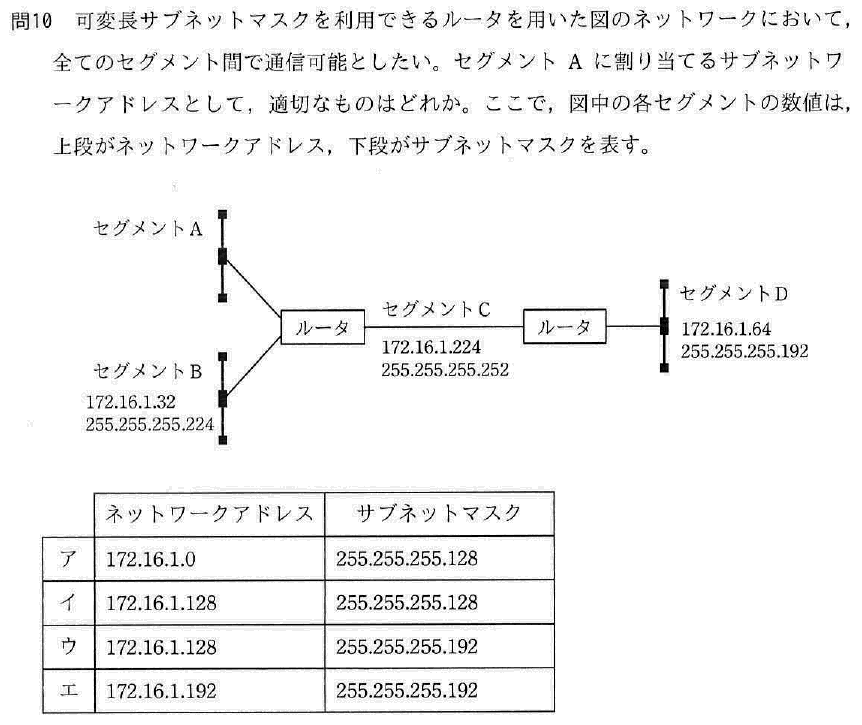 問10 可変長サブネットマスクを利用できるルータを用いた図のネットワークにおいて,
全てのセグメント間で通信可能としたい。セグメント A に割り当てるサブネットワ
ークアドレスとして，適切なものはどれか。ここで，図中の各セグメントの数値は,
上段がネットワークアドレス，下段がサブネットマスクを表す。
セグメントA
ルータ
セグメントC
172.16.1.224
255.255.255.252
ルータ
セグメントD
172.16.1.64
255.255.255.192
セグメントB
172.16.1.32
255.255.255.224
ネットワークアドレス サブネットマスク
ア 172.16.1.0 255.255.255.128
イ 172.16.1.128 255.255.255.128
ウ 172.16.1.128 255.255.255.192
エ 172.16.1.192 255.255.255.192